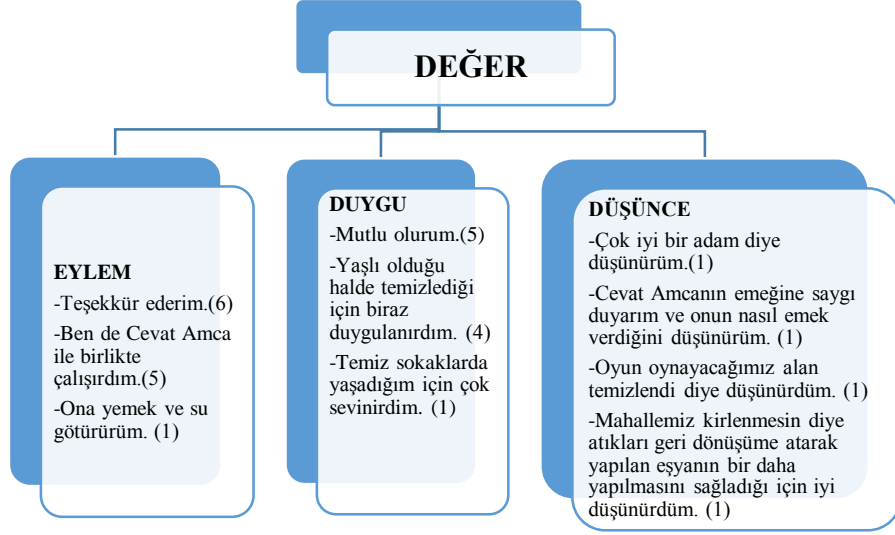 DEĞER
EYLEM
-Teşekkür ederim.(6)
-Ben de Cevat Amca
ile birlikte
çalışırdım.(5)
-Ona yemek ve su
götürürüm. (1)
DUYGU
-Mutlu olurum.(5)
-Yaşlı olduğu
halde temizlediği
için biraz
duygulanırdım. (4)
-Temiz sokaklarda
yaşadığım için çok
sevinirdim. (1)
DÜŞÜNCE
-Çok iyi bir adam diye
düşünürüm.(1)
-Cevat Amcanın emeğine saygı
duyarım ve onun nasıl emek
verdiğini düşünürüm. (1)
-Oyun oynayacağımız alan
temizlendi diye düşünürdüm. (1)
-Mahallemiz kirlenmesin diye
atıkları geri dönüşüme atarak
yapılan eşyanın bir daha
yapılmasını sağladığı için iyi
düşünürdüm. (1)